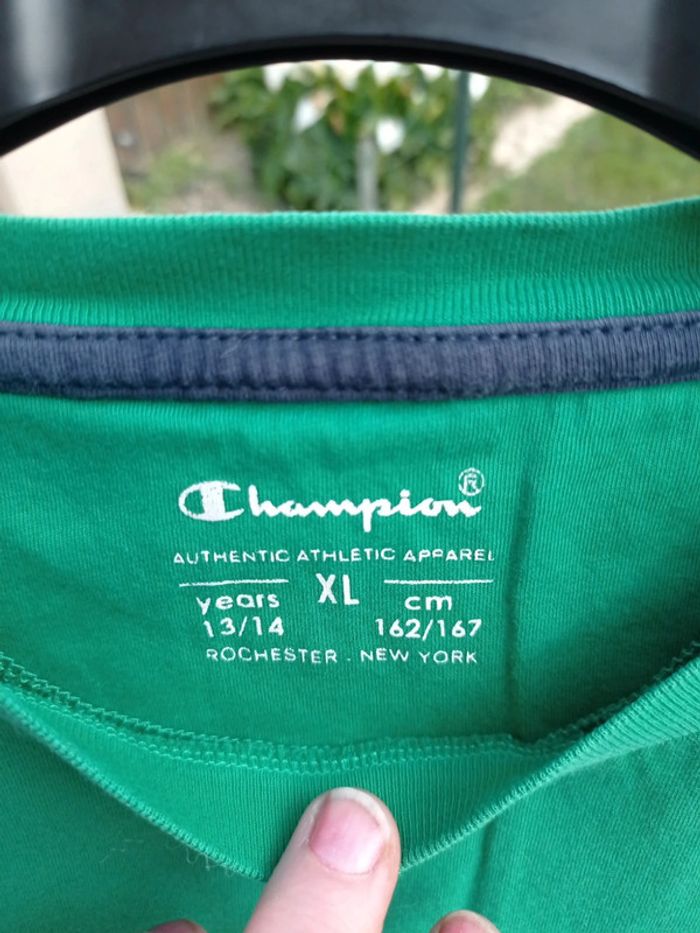 Champion®
AUTHENTIC ATHLETIC APPAREL
years XL cm
13/14 162/167
ROCHESTER . NEW YORK